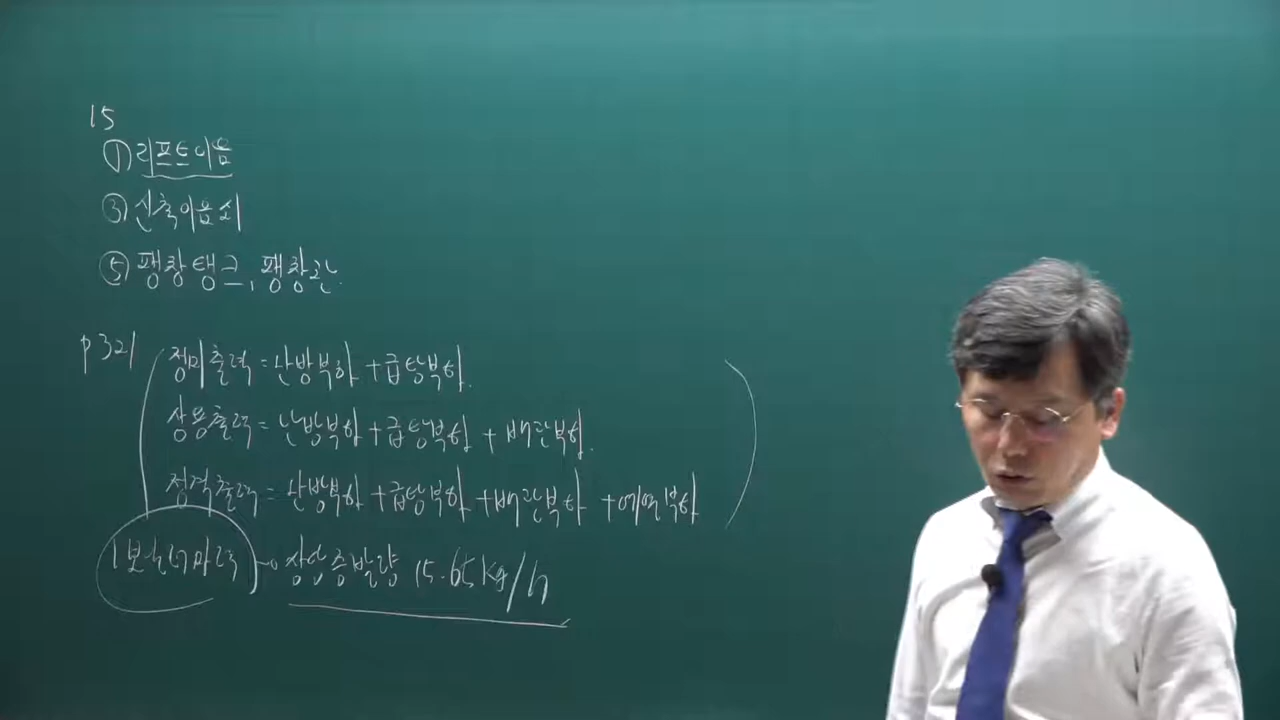 15
① 리프트이음
③ 신축이음쇠
⑤ 팽창탱크, 팽창관.
p321
정미출력 = 난방부하 + 급탕부하.
상용출력 = 난방부하 + 급탕부하 + 배관부하.
정격출력 = 난방부하 + 급탕부하 + 배관부하 + 예열부하
1보일러마력 → 상당증발량 15.65kg/h